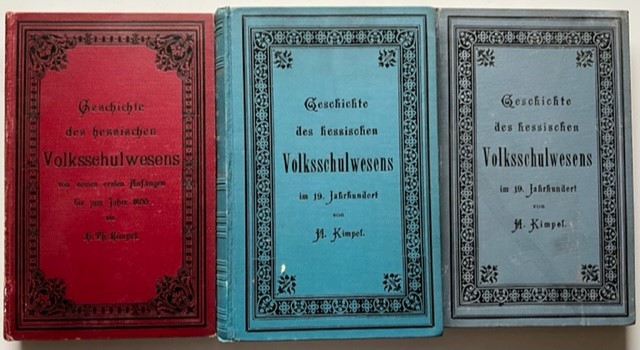 Geschichte
des hessischen
Volksschulwesens
von seinen ersten Anfängen
bis zum Jahre 1800
von
H. Th. Kimpel.
Geschichte
des hessischen
Volksschulwesens
im 19. Jahrhundert
von
H. Kimpel.
Geschichte
des hessischen
Volksschulwesens
im 19. Jahrhundert
von
H. Kimpel.